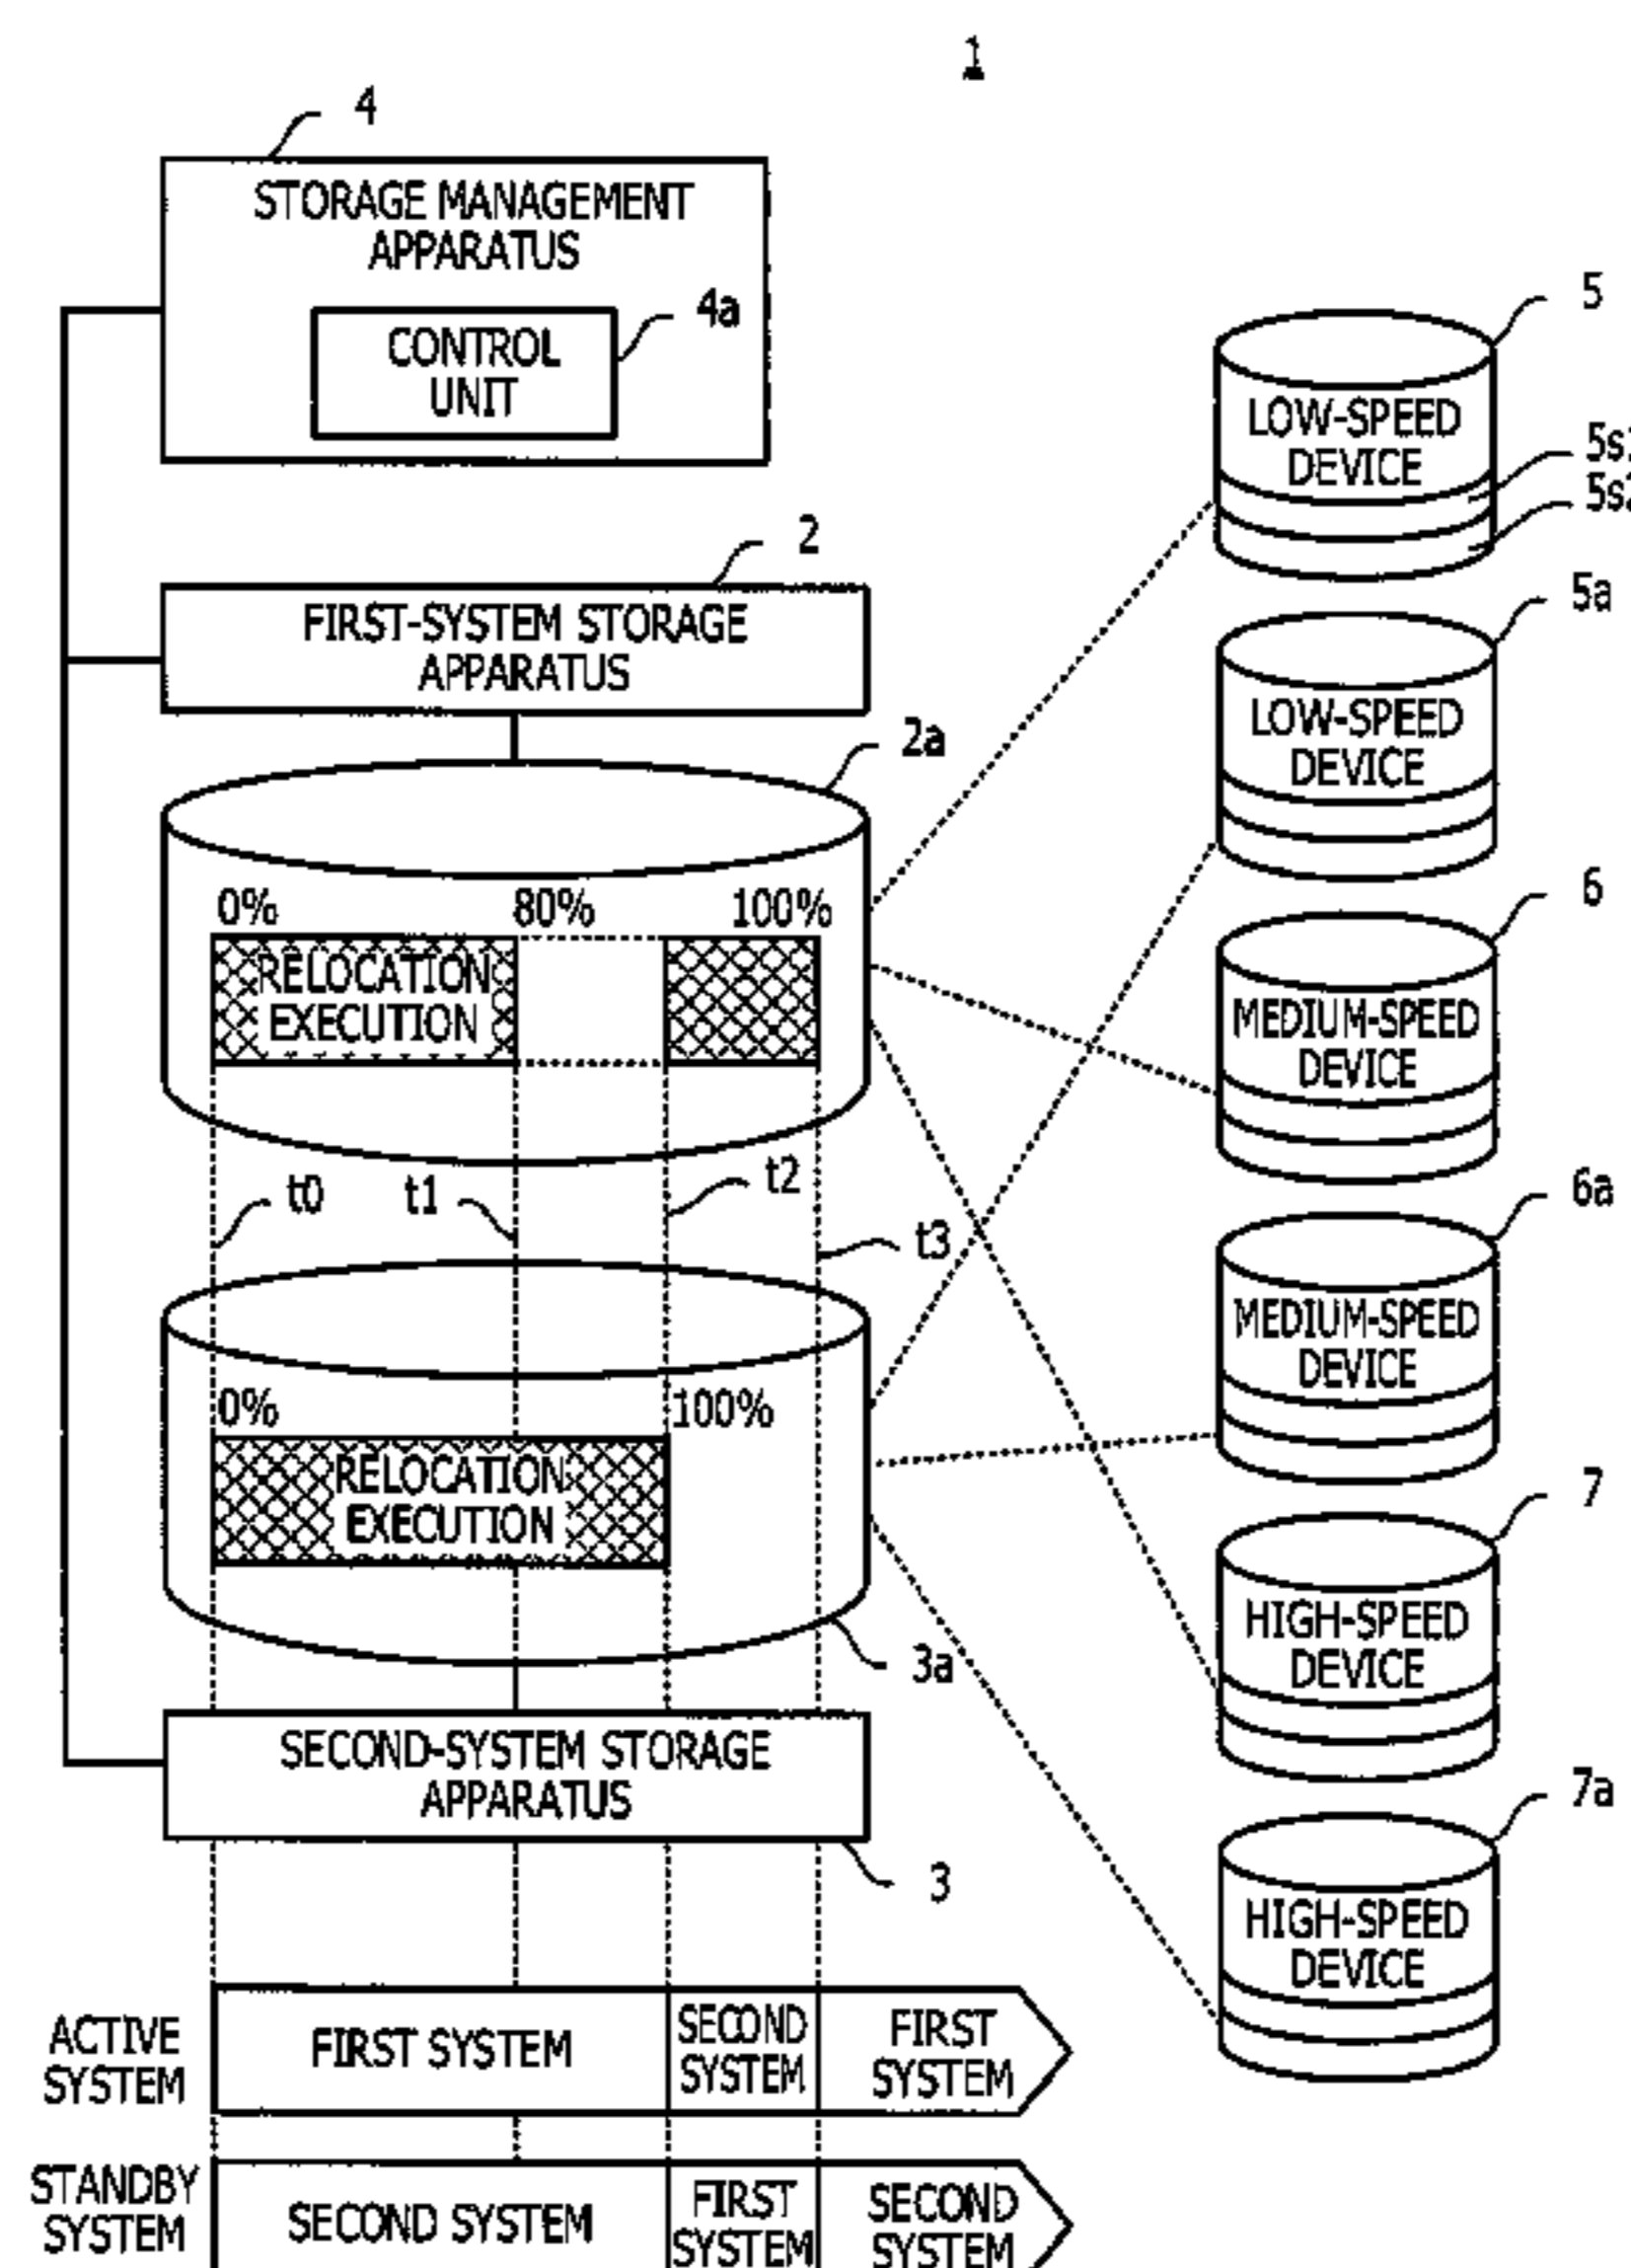 1
4
STORAGE MANAGEMENT
APPARATUS
4a
CONTROL
UNIT
2
FIRST-SYSTEM STORAGE
APPARATUS
2a
0% 80% 100%
RELOCATION
EXECUTION
t0 t1 t2
t3
0% 100%
RELOCATION
EXECUTION
3a
SECOND-SYSTEM STORAGE
APPARATUS
3
ACTIVE
SYSTEM
FIRST SYSTEM
SECOND
SYSTEM
FIRST
SYSTEM
STANDBY
SYSTEM
SECOND SYSTEM
FIRST
SYSTEM
SECOND
SYSTEM
5
LOW-SPEED
DEVICE
5s1
5s2
5a
LOW-SPEED
DEVICE
6
MEDIUM-SPEED
DEVICE
6a
MEDIUM-SPEED
DEVICE
7
HIGH-SPEED
DEVICE
7a
HIGH-SPEED
DEVICE